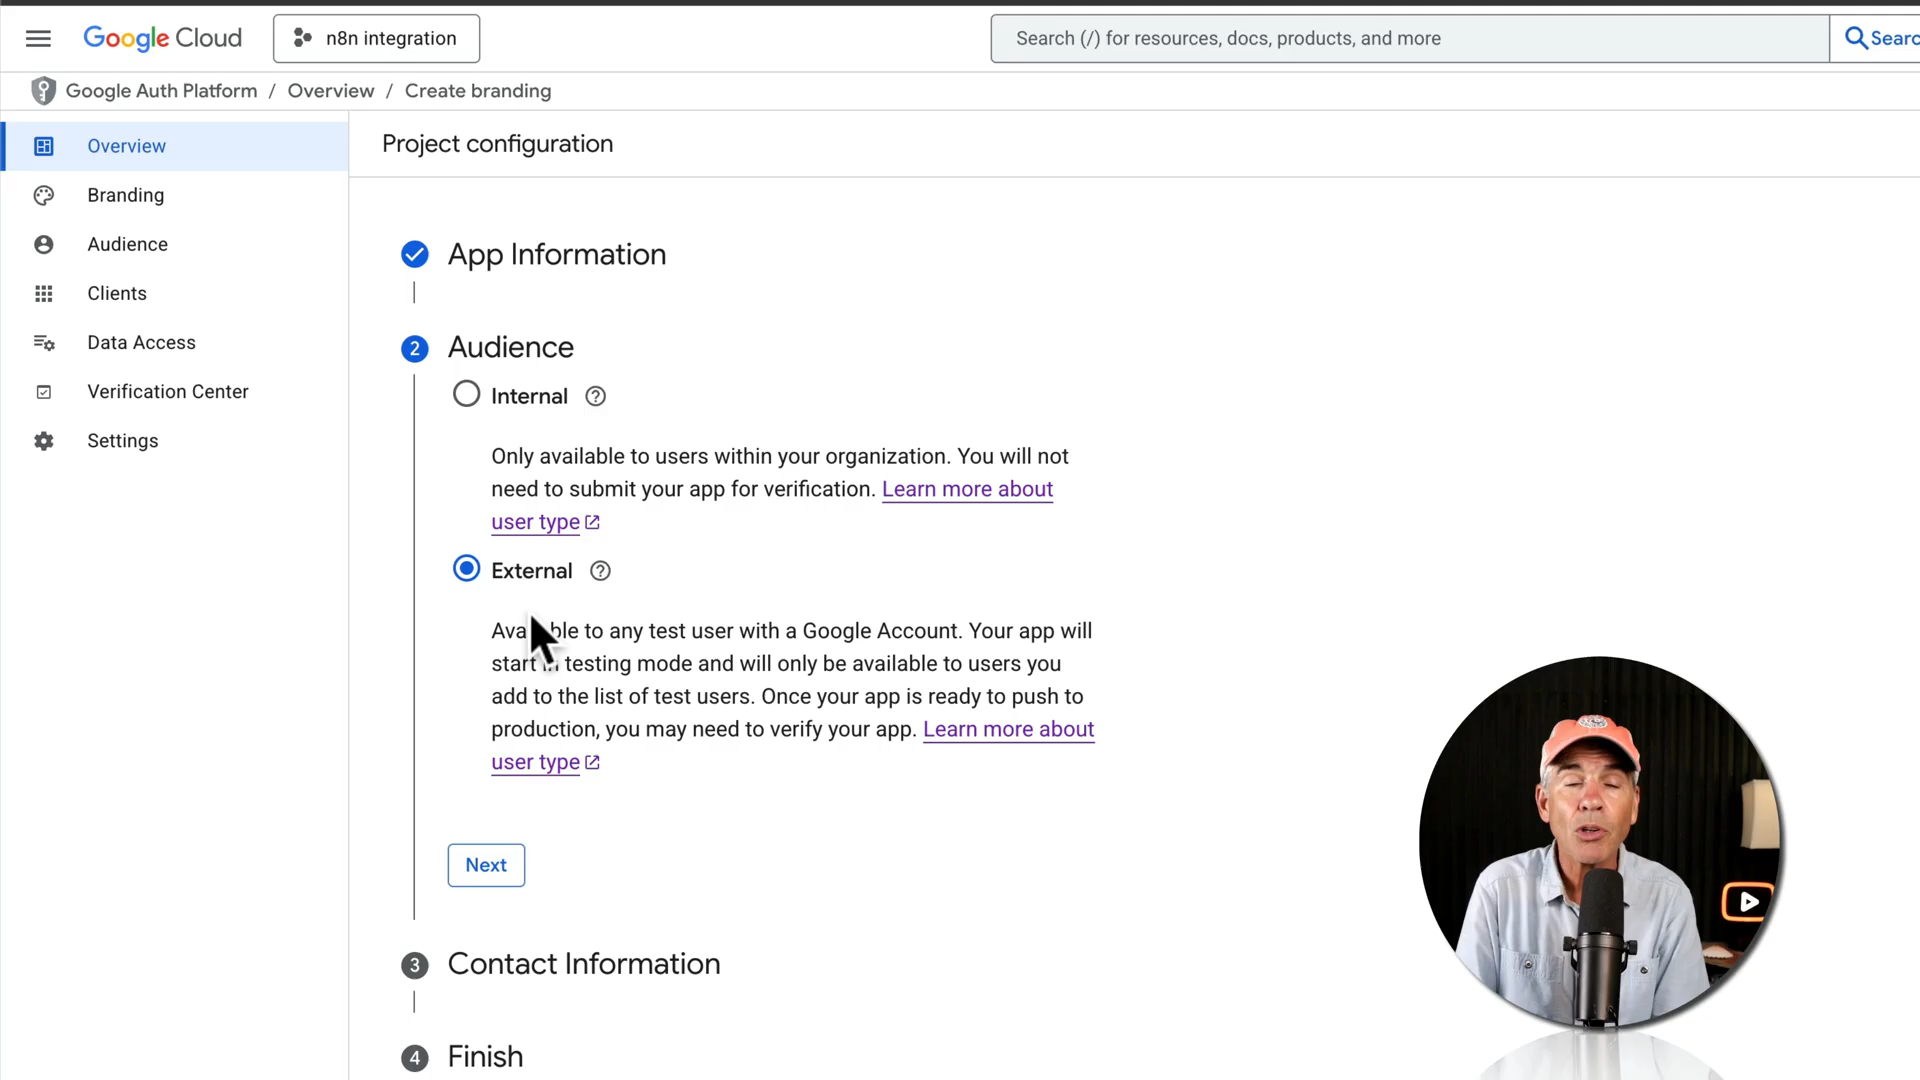 Google Cloud
n8n integration
Search (/) for resources, docs, products, and more
Searc
Google Auth Platform / Overview / Create branding
Overview
Branding
Audience
Clients
Data Access
Verification Center
Settings
Project configuration
App Information
2 Audience
Internal
Only available to users within your organization. You will not
need to submit your app for verification. Learn more about
user type
External
Ava ble to any test user with a Google Account. Your app will
start in testing mode and will only be available to users you
add to the list of test users. Once your app is ready to push to
production, you may need to verify your app. Learn more about
user type
Next
3 Contact Information
4 Finish